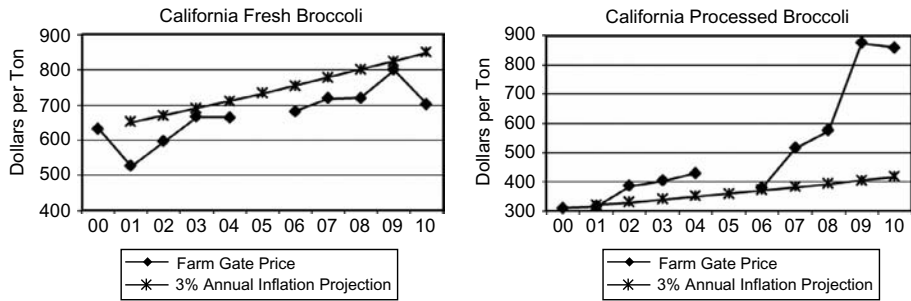 California Fresh Broccoli
Dollars per Ton
900
800
700
600
500
400
00 01 02 03 04 05 06 07 08 09 10
Farm Gate Price
3% Annual Inflation Projection
California Processed Broccoli
Dollars per Ton
900
800
700
600
500
400
300
00 01 02 03 04 05 06 07 08 09 10
Farm Gate Price
3% Annual Inflation Projection